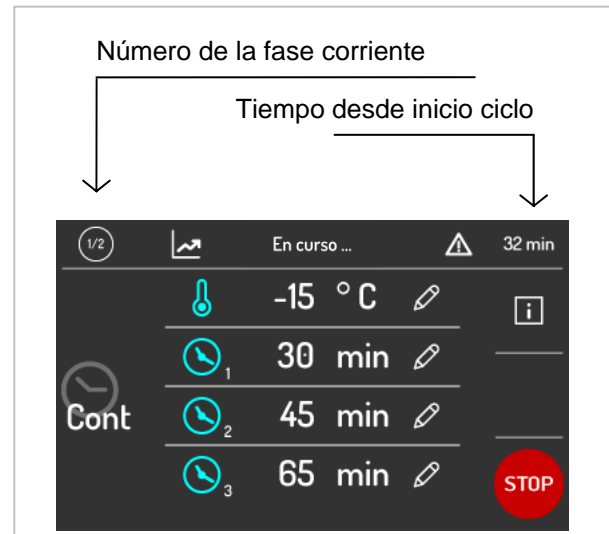 Número de la fase corriente
Tiempo desde inicio ciclo
1/2 En curso ... 32 min
-15 °C
i
1 30 min
Cont
2 45 min
3 65 min
STOP